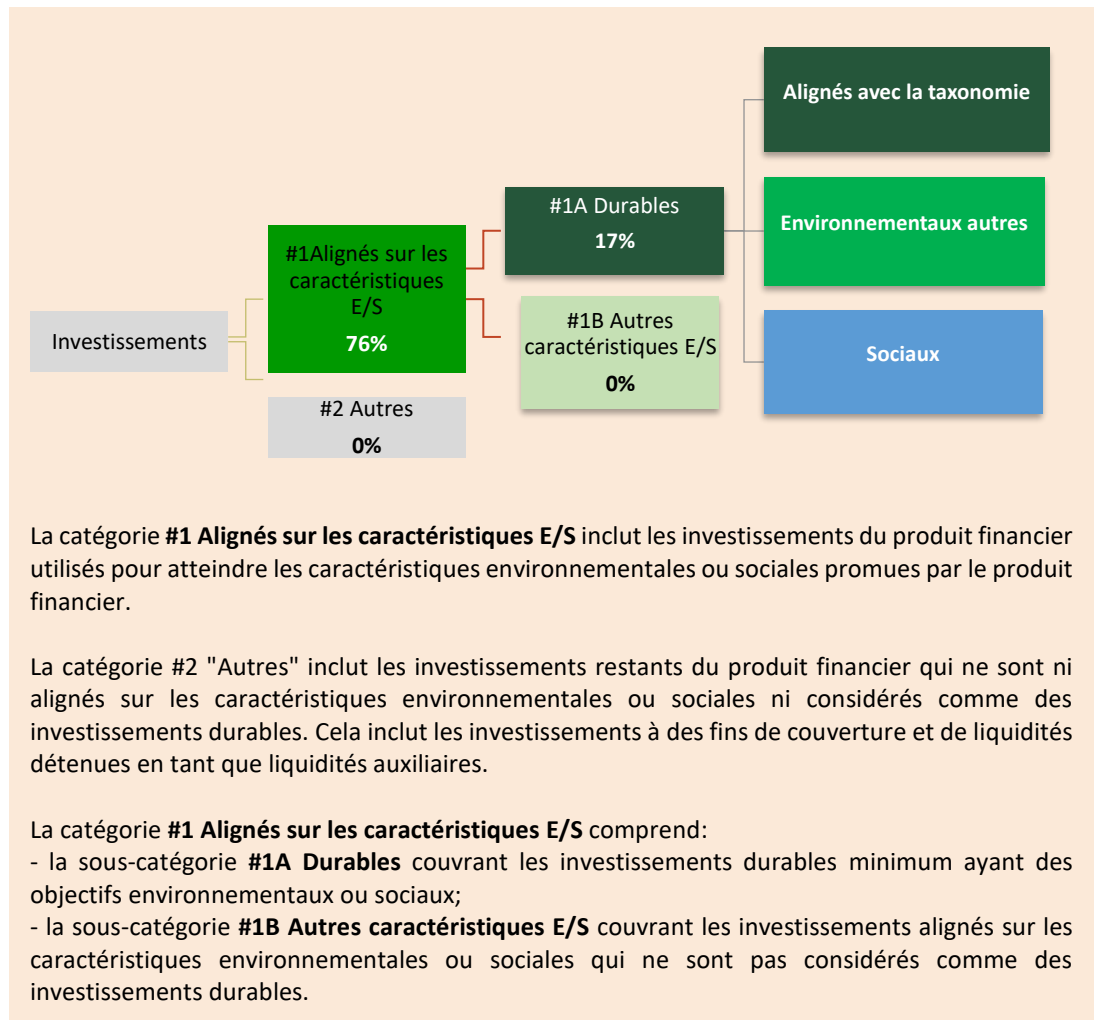 Alignés avec la taxonomie
#1A Durables
17%
Environnementaux autres
#1Alignés sur les
caractéristiques
E/S
76%
#1B Autres
caractéristiques E/S
0%
Investissements
Sociaux
#2 Autres
0%
La catégorie #1 Alignés sur les caractéristiques E/S inclut les investissements du produit financier
utilisés pour atteindre les caractéristiques environnementales ou sociales promues par le produit
financier.
La catégorie #2 "Autres" inclut les investissements restants du produit financier qui ne sont ni
alignés sur les caractéristiques environnementales ou sociales ni considérés comme des
investissements durables. Cela inclut les investissements à des fins de couverture et de liquidités
détenues en tant que liquidités auxiliaires.
La catégorie #1 Alignés sur les caractéristiques E/S comprend:
- la sous-catégorie #1A Durables couvrant les investissements durables minimum ayant des
objectifs environnementaux ou sociaux;
- la sous-catégorie #1B Autres caractéristiques E/S couvrant les investissements alignés sur les
caractéristiques environnementales ou sociales qui ne sont pas considérés comme des
investissements durables.